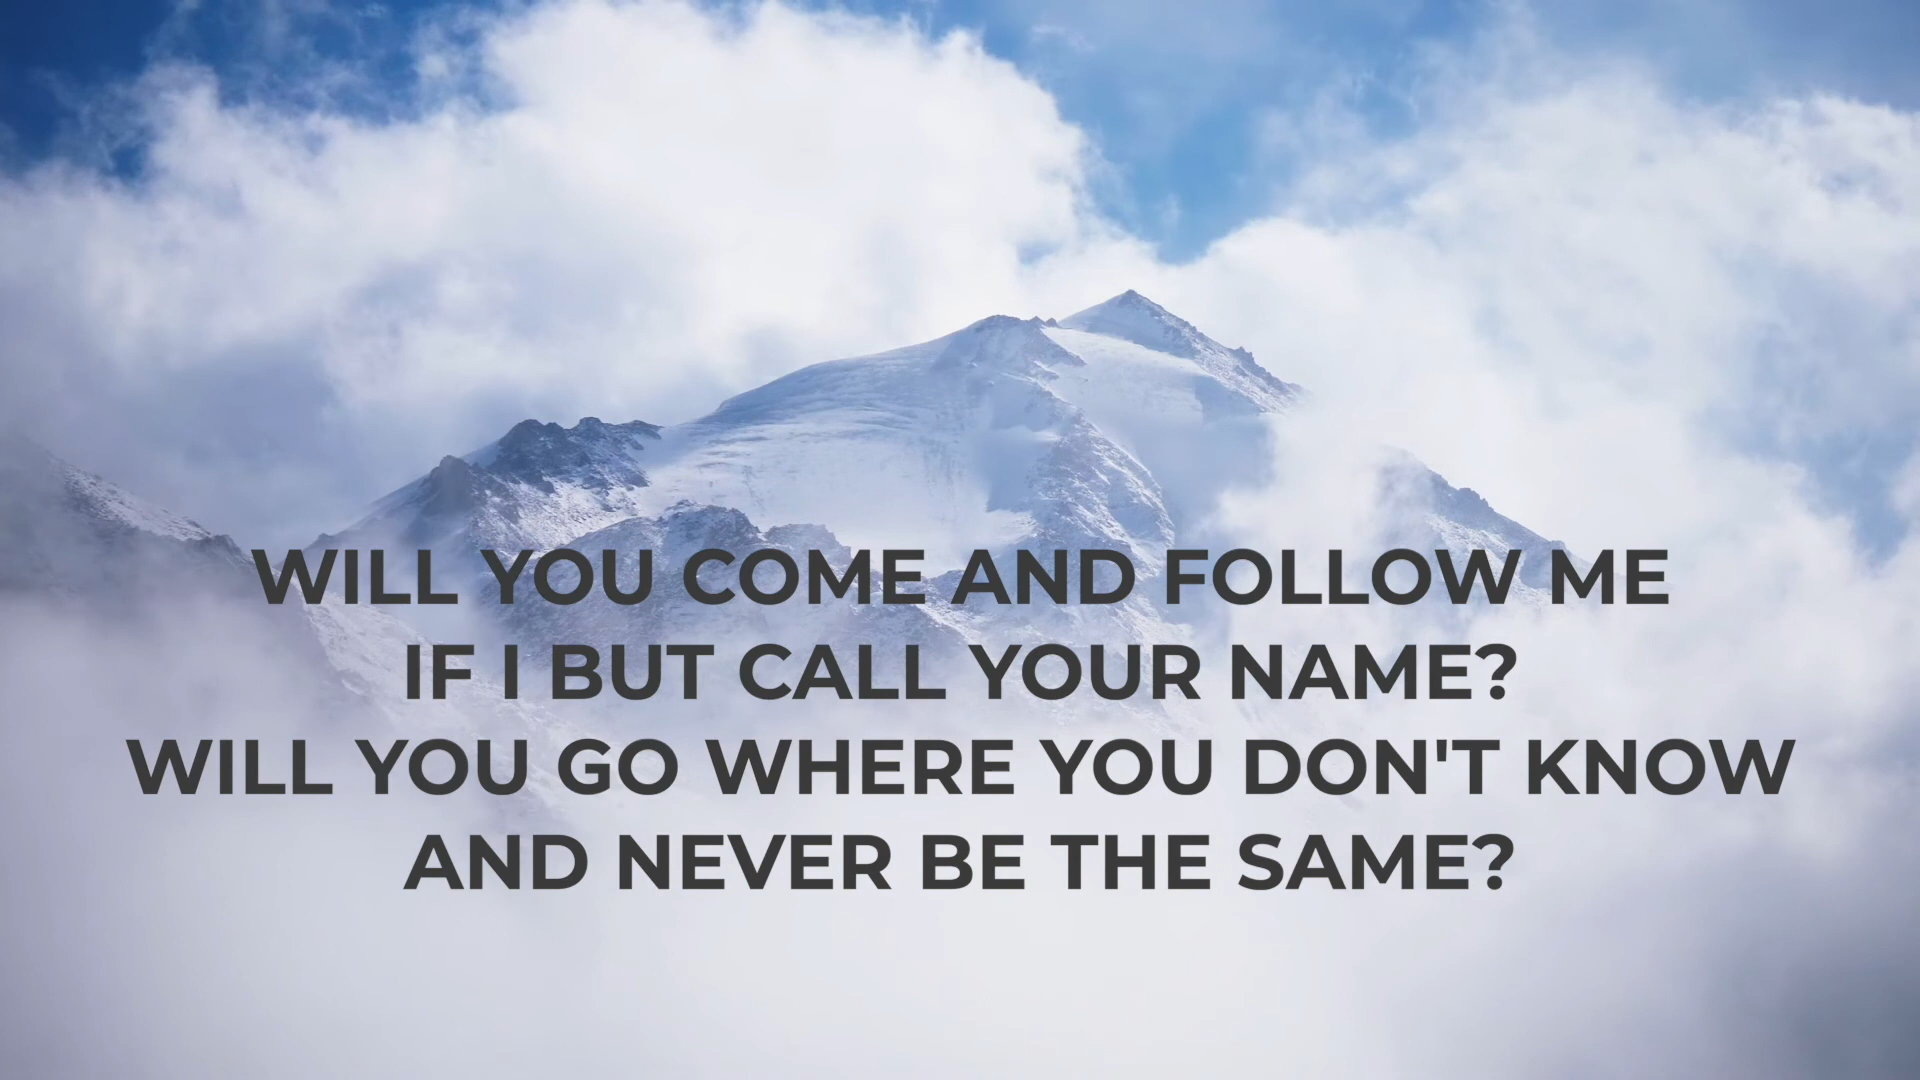 WILL YOU COME AND FOLLOW ME
IF I BUT CALL YOUR NAME?
WILL YOU GO WHERE YOU DON'T KNOW
AND NEVER BE THE SAME?